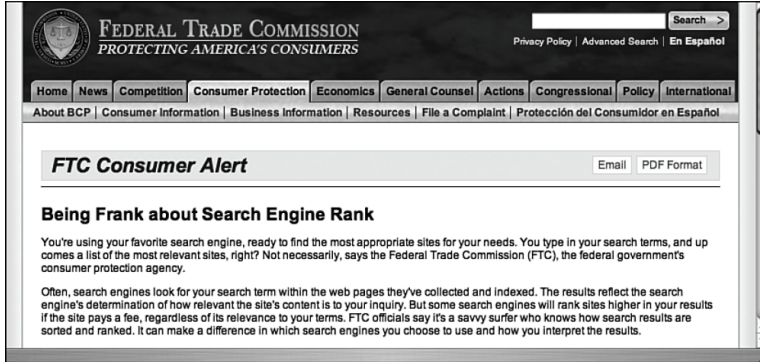 FEDERAL TRADE COMMISSION
PROTECTING AMERICA'S CONSUMERS
Search >
Privacy Policy | Advanced Search | En Español
Home News Competition Consumer Protection Economics General Counsel Actions Congressional Policy International
About BCP | Consumer Information | Business Information | Resources | File a Complaint | Protección del Consumidor en Español
FTC Consumer Alert
Email PDF Format
Being Frank about Search Engine Rank
You're using your favorite search engine, ready to find the most appropriate sites for your needs. You type in your search terms, and up
comes a list of the most relevant sites, right? Not necessarily, says the Federal Trade Commission (FTC), the federal government's
consumer protection agency.
Often, search engines look for your search term within the web pages they've collected and indexed. The results reflect the search
engine's determination of how relevant the site's content is to your inquiry. But some search engines will rank sites higher in your results
if the site pays a fee, regardless of its relevance to your terms. FTC officials say it's a savvy surfer who knows how search results are
sorted and ranked. It can make a difference in which search engines you choose to use and how you interpret the results.